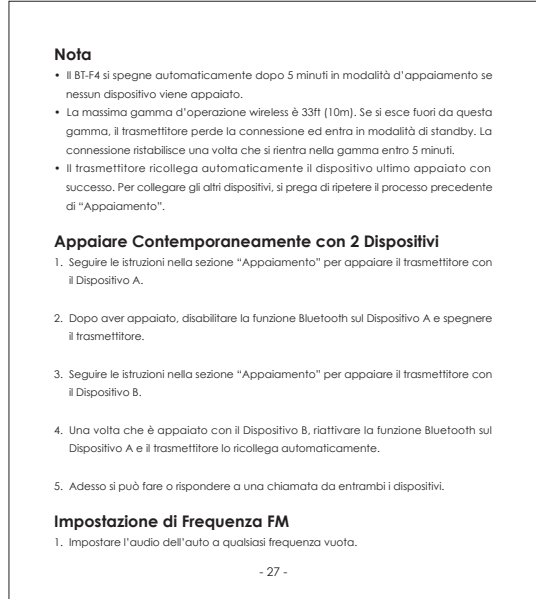 Nota
• Il BT-F4 si spegne automaticamente dopo 5 minuti in modalità d'appaiamento se
nessun dispositivo viene appaiato.
• La massima gamma d'operazione wireless è 33ft (10m). Se si esce fuori da questa
gamma, il trasmettitore perde la connessione ed entra in modalità di standby. La
connessione ristabilisce una volta che si rientra nella gamma entro 5 minuti.
• Il trasmettitore ricollega automaticamente il dispositivo ultimo appaiato con
successo. Per collegare gli altri dispositivi, si prega di ripetere il processo precedente
di “Appaiamento”.
Appaiare Contemporaneamente con 2 Dispositivi
1. Seguire le istruzioni nella sezione “Appaiamento” per appaiare il trasmettitore con
il Dispositivo A.
2. Dopo aver appaiato, disabilitare la funzione Bluetooth sul Dispositivo A e spegnere
il trasmettitore.
3. Seguire le istruzioni nella sezione “Appaiamento” per appaiare il trasmettitore con
il Dispositivo B.
4. Una volta che è appaiato con il Dispositivo B, riattivare la funzione Bluetooth sul
Dispositivo A e il trasmettitore lo ricollega automaticamente.
5. Adesso si può fare o rispondere a una chiamata da entrambi i dispositivi.
Impostazione di Frequenza FM
1. Impostare l'audio dell'auto a qualsiasi frequenza vuota.
- 27 -